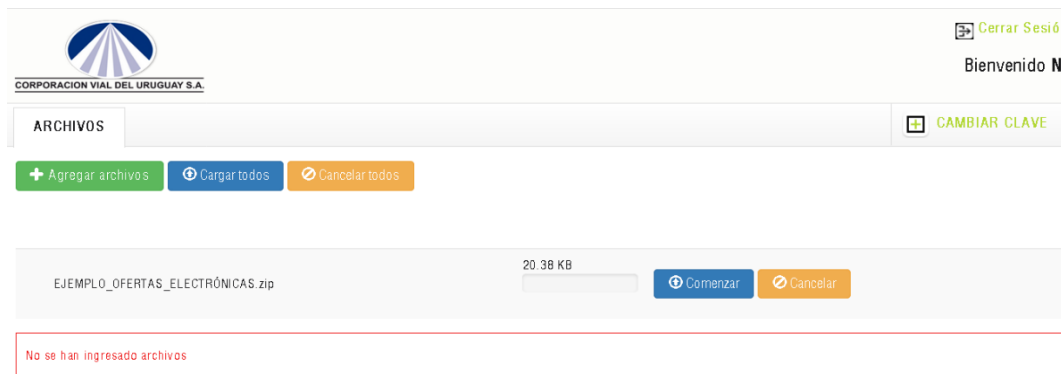 Cerrar Sesió
CORPORACION VIAL DEL URUGUAY S.A.
Bienvenido N
ARCHIVOS
CAMBIAR CLAVE
Agregar archivos
Cargar todos
Cancelar todos
EJEMPLO_OFERTAS_ELECTRÓNICAS.zip
20.38 KB
Comenzar
Cancelar
No se han ingresado archivos